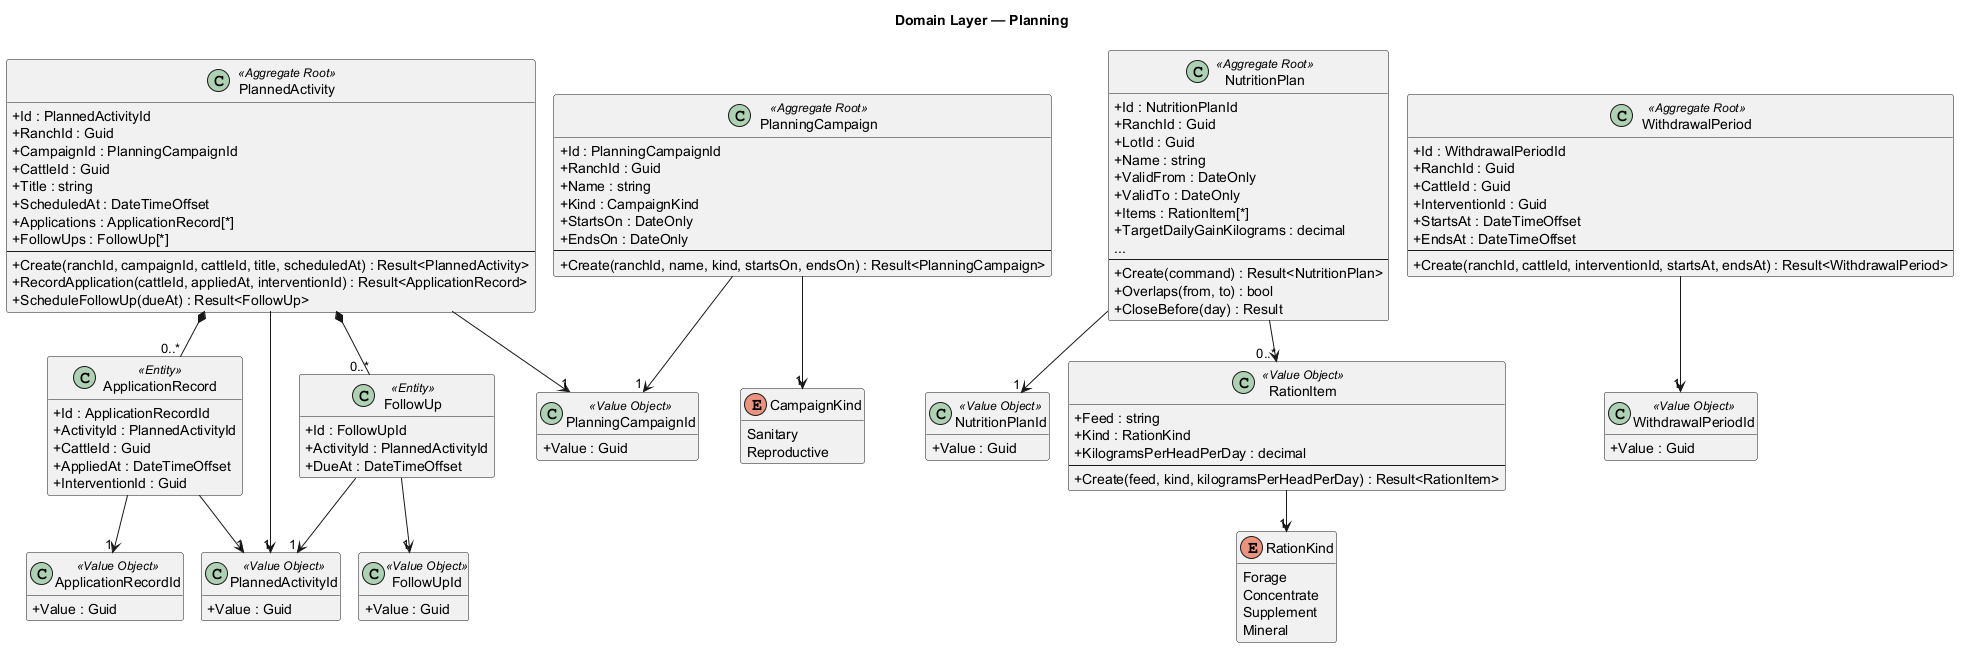 Domain Layer — Planning
C
«Aggregate Root»
PlannedActivity
+Id : PlannedActivityId
+RanchId : Guid
+CampaignId : PlanningCampaignId
+CattleId : Guid
+Title : string
+ScheduledAt : DateTimeOffset
+Applications : ApplicationRecord[*]
+FollowUps : FollowUp[*]
+Create(ranchId, campaignId, cattleId, title, scheduledAt) : Result<PlannedActivity>
+RecordApplication(cattleId, appliedAt, interventionId) : Result<ApplicationRecord>
+ScheduleFollowUp(dueAt) : Result<FollowUp>
C
«Aggregate Root»
PlanningCampaign
+Id : PlanningCampaignId
+RanchId : Guid
+Name : string
+Kind : CampaignKind
+StartsOn : DateOnly
+EndsOn : DateOnly
+Create(ranchId, name, kind, startsOn, endsOn) : Result<PlanningCampaign>
C
«Aggregate Root»
NutritionPlan
+Id : NutritionPlanId
+RanchId : Guid
+LotId : Guid
+Name : string
+ValidFrom : DateOnly
+ValidTo : DateOnly
+Items : RationItem[*]
+TargetDailyGainKilograms : decimal
...
+Create(command) : Result<NutritionPlan>
+Overlaps(from, to) : bool
+CloseBefore(day) : Result
C
«Aggregate Root»
WithdrawalPeriod
+Id : WithdrawalPeriodId
+RanchId : Guid
+CattleId : Guid
+InterventionId : Guid
+StartsAt : DateTimeOffset
+EndsAt : DateTimeOffset
+Create(ranchId, cattleId, interventionId, startsAt, endsAt) : Result<WithdrawalPeriod>
0..*
0..*
1
1
1
1
0..*
1
C
«Entity»
ApplicationRecord
+Id : ApplicationRecordId
+ActivityId : PlannedActivityId
+CattleId : Guid
+AppliedAt : DateTimeOffset
+InterventionId : Guid
C
«Entity»
FollowUp
+Id : FollowUpId
+ActivityId : PlannedActivityId
+DueAt : DateTimeOffset
C
«Value Object»
PlanningCampaignId
+Value : Guid
E
CampaignKind
Sanitary
Reproductive
C
«Value Object»
NutritionPlanId
+Value : Guid
C
«Value Object»
RationItem
+Feed : string
+Kind : RationKind
+KilogramsPerHeadPerDay : decimal
+Create(feed, kind, kilogramsPerHeadPerDay) : Result<RationItem>
C
«Value Object»
WithdrawalPeriodId
+Value : Guid
1
1
1
1
1
1
C
«Value Object»
ApplicationRecordId
+Value : Guid
C
«Value Object»
PlannedActivityId
+Value : Guid
C
«Value Object»
FollowUpId
+Value : Guid
E
RationKind
Forage
Concentrate
Supplement
Mineral